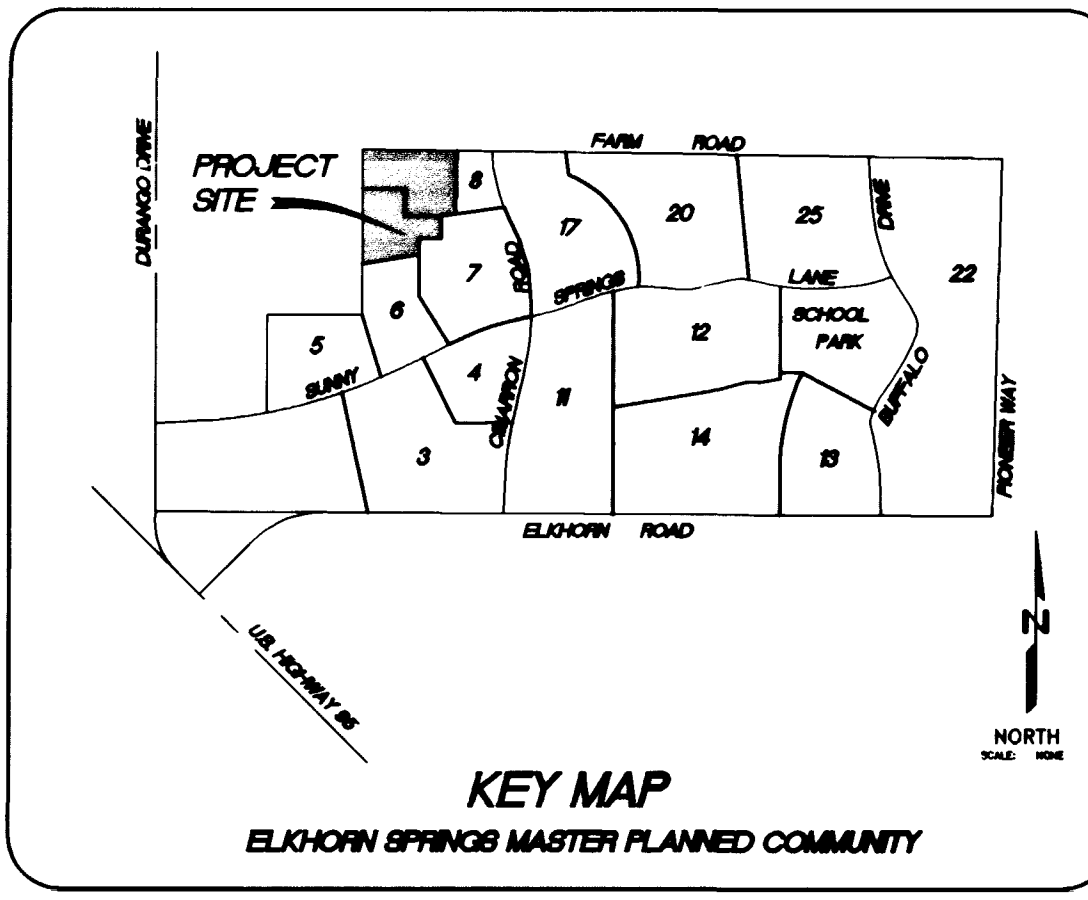 FARM ROAD
DURANGO DRIVE
PROJECT
SITE
8
17
20
25
DRIVE
22
7
ROAD
SPRINGS
LANE
6
5
SUNNY
12
SCHOOL
PARK
4
CIMARRON
11
BUFFALO
3
14
13
PIONEER WAY
ELKHORN ROAD
U.S. HIGHWAY 95
N
NORTH
SCALE: NONE
KEY MAP
ELKHORN SPRINGS MASTER PLANNED COMMUNITY